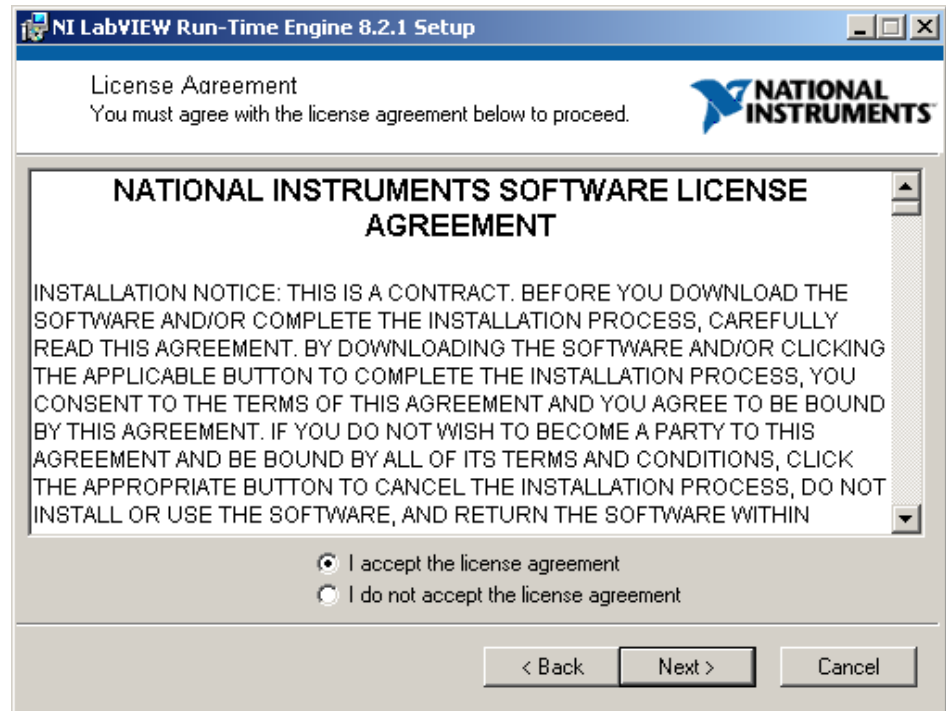 NI LabVIEW Run-Time Engine 8.2.1 Setup
License Agreement
You must agree with the license agreement below to proceed.
NATIONAL
INSTRUMENTS
NATIONAL INSTRUMENTS SOFTWARE LICENSE
AGREEMENT
INSTALLATION NOTICE: THIS IS A CONTRACT. BEFORE YOU DOWNLOAD THE
SOFTWARE AND/OR COMPLETE THE INSTALLATION PROCESS, CAREFULLY
READ THIS AGREEMENT. BY DOWNLOADING THE SOFTWARE AND/OR CLICKING
THE APPLICABLE BUTTON TO COMPLETE THE INSTALLATION PROCESS, YOU
CONSENT TO THE TERMS OF THIS AGREEMENT AND YOU AGREE TO BE BOUND
BY THIS AGREEMENT. IF YOU DO NOT WISH TO BECOME A PARTY TO THIS
AGREEMENT AND BE BOUND BY ALL OF ITS TERMS AND CONDITIONS, CLICK
THE APPROPRIATE BUTTON TO CANCEL THE INSTALLATION PROCESS, DO NOT
INSTALL OR USE THE SOFTWARE, AND RETURN THE SOFTWARE WITHIN
I accept the license agreement
I do not accept the license agreement
< Back Next > Cancel